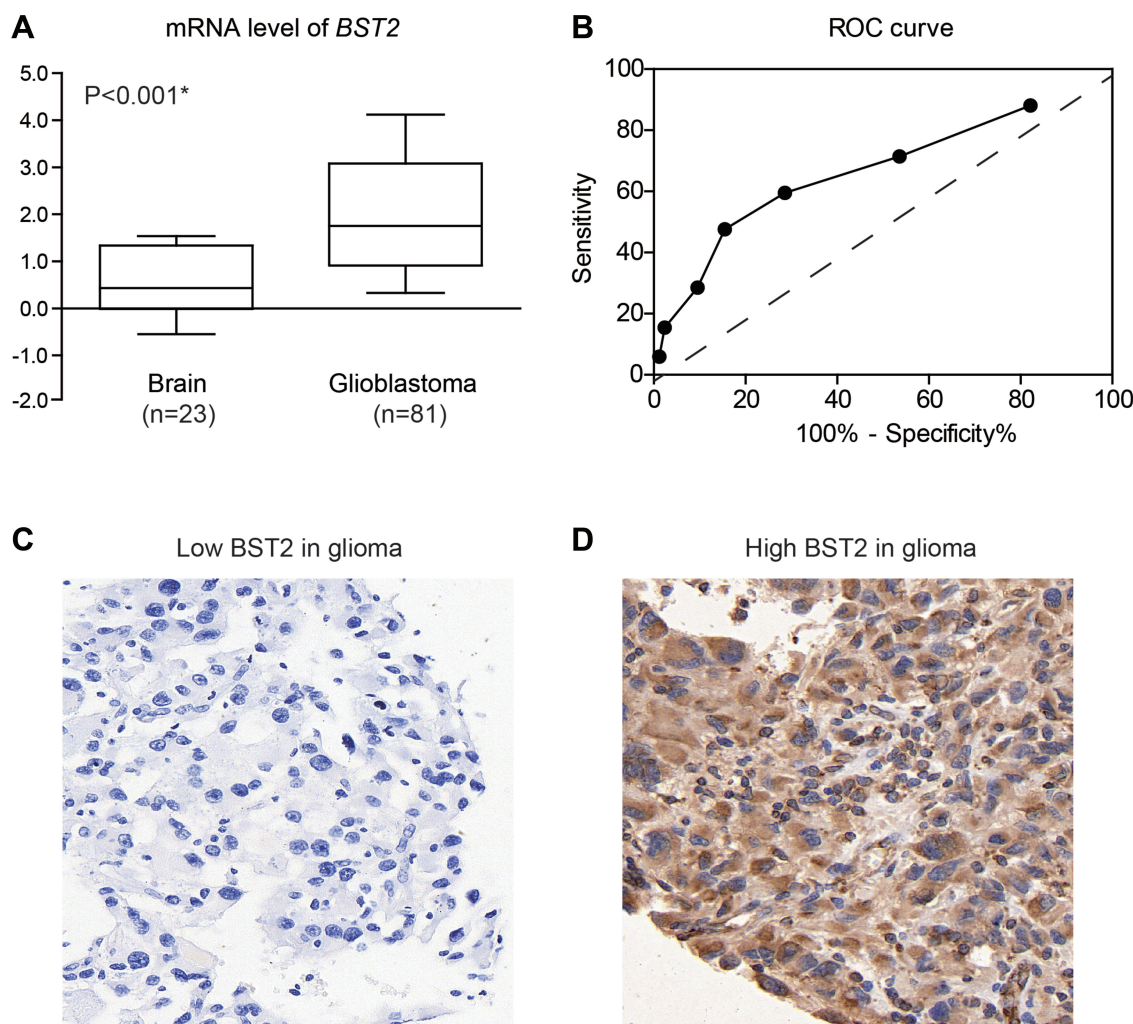 A
mRNA level of BST2
5.0
4.0
3.0
2.0
1.0
0.0
-1.0
-2.0
P<0.001*
Brain
(n=23)
Glioblastoma
(n=81)
B
ROC curve
Sensitivity
100
80
60
40
20
0
0
20
40
60
80
100
100% - Specificity%
C
Low BST2 in glioma
D
High BST2 in glioma